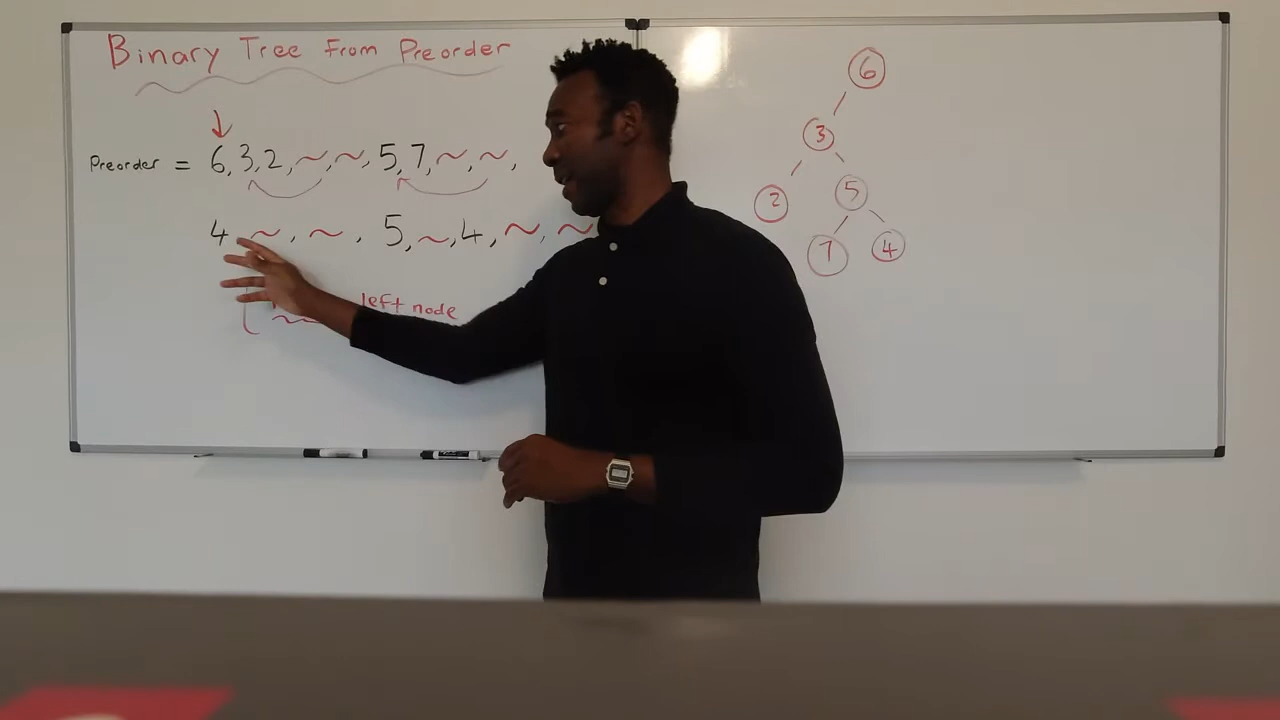 Binary Tree From Preorder
Preorder = 6,3,2,~,~,5,7,~,~,
4,~,~, 5,~,4,~,~
left node
6
3
2 5
7 4